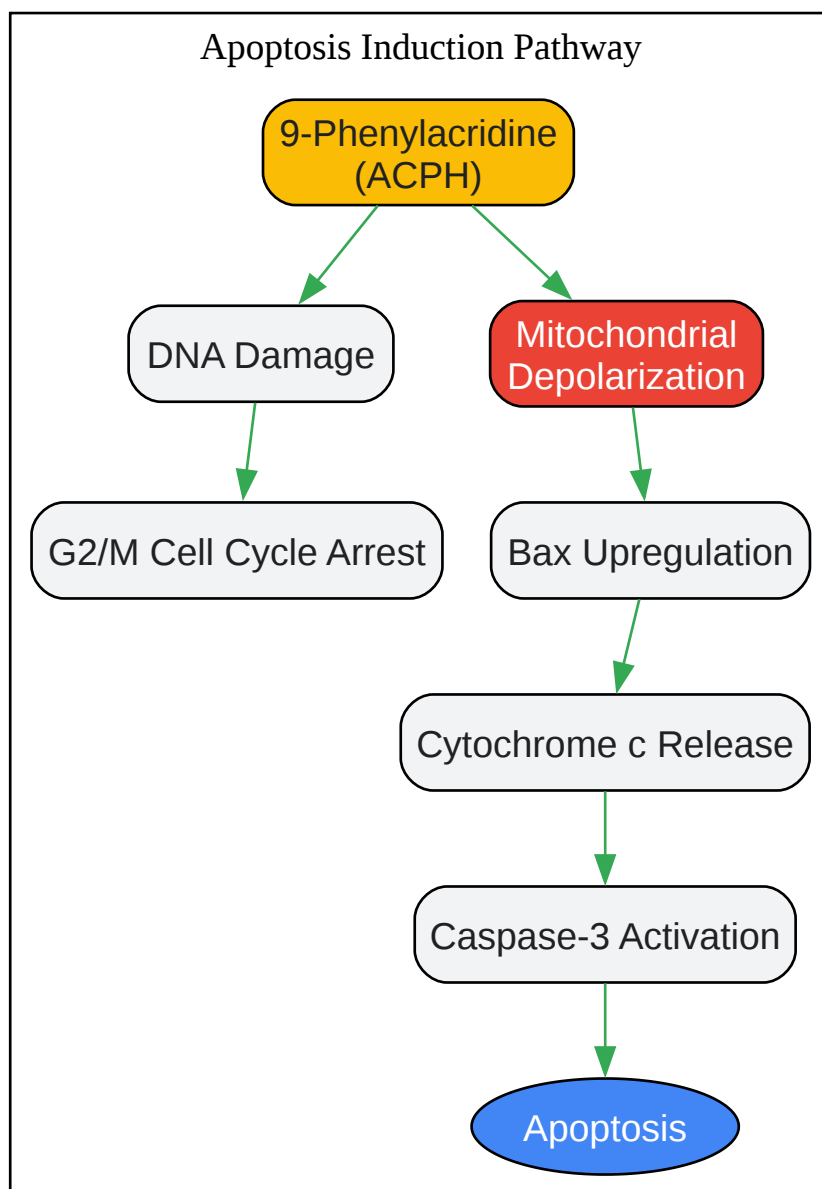 Apoptosis Induction Pathway
9-Phenylacridine
(ACPH)
DNA Damage
Mitochondrial
Depolarization
G2/M Cell Cycle Arrest
Bax Upregulation
Cytochrome c Release
Caspase-3 Activation
Apoptosis